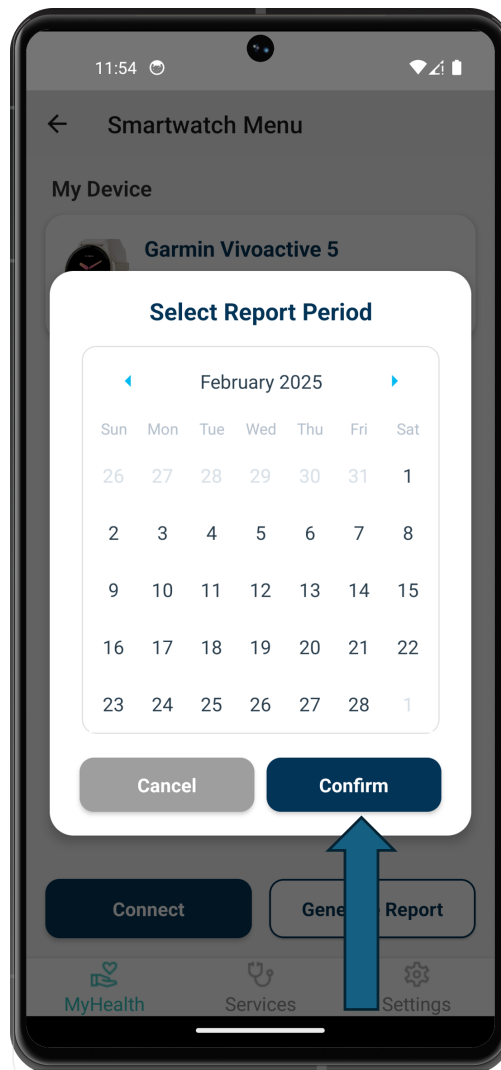 11:54
Smartwatch Menu
My Device
Garmin Vivoactive 5
Select Report Period
February 2025
Sun Mon Tue Wed Thu Fri Sat
26 27 28 29 30 31 1
2 3 4 5 6 7 8
9 10 11 12 13 14 15
16 17 18 19 20 21 22
23 24 25 26 27 28 1
Cancel Confirm
Connect Report
MyHealth Services Settings